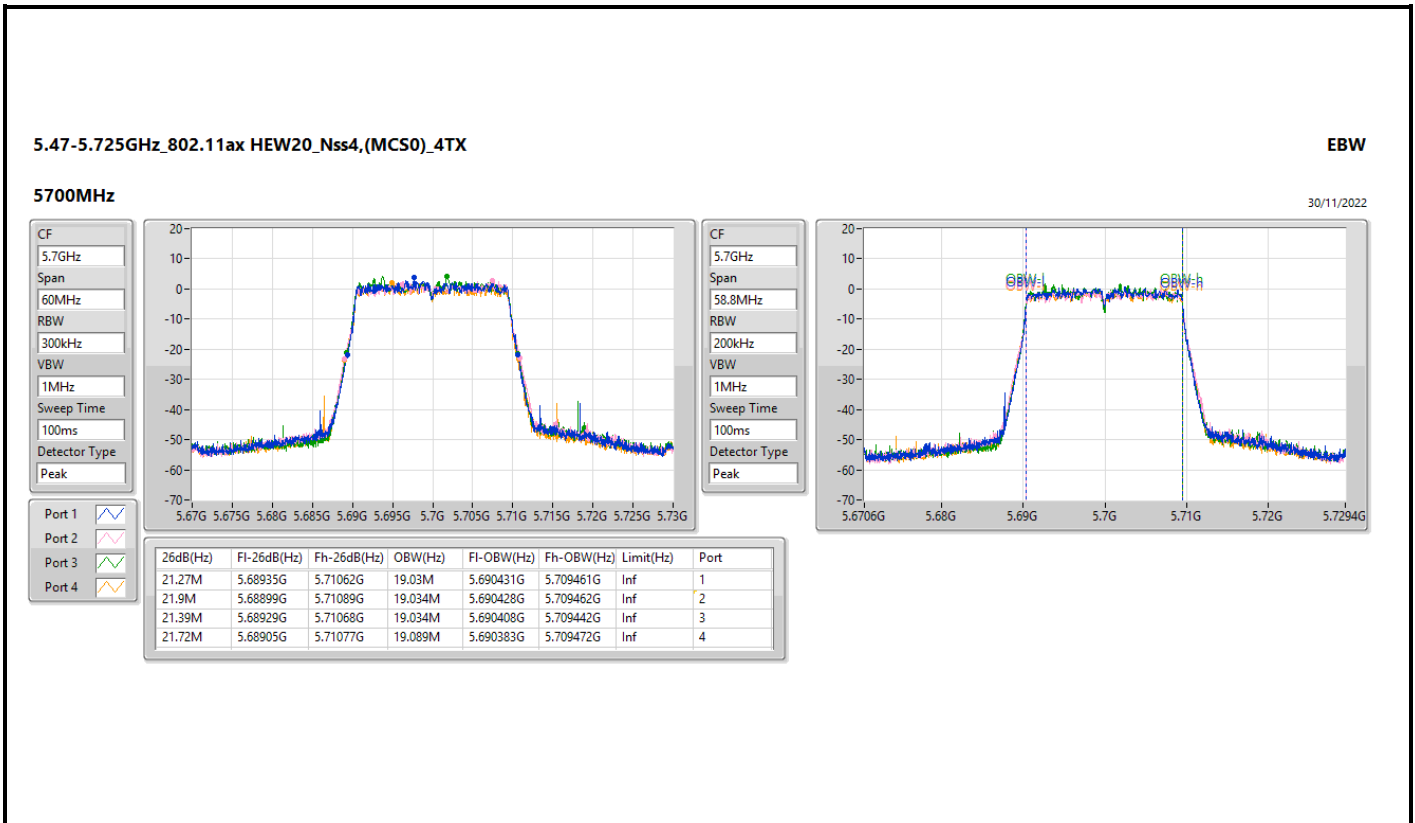 5.47-5.725GHz_802.11ax HEW20_Nss4,(MCS0)_4TX
EBW
5700MHz
30/11/2022
CF
5.7GHz
Span
60MHz
RBW
300kHz
VBW
1MHz
Sweep Time
100ms
Detector Type
Peak
20
10
0
-10
-20
-30
-40
-50
-60
-70
5.67G 5.675G 5.68G 5.685G 5.69G 5.695G 5.7G 5.705G 5.71G 5.715G 5.72G 5.725G 5.73G
CF
5.7GHz
Span
58.8MHz
RBW
200kHz
VBW
1MHz
Sweep Time
100ms
Detector Type
Peak
20
10
0
-10
-20
-30
-40
-50
-60
-70
OBW-l OBW-h
5.6706G 5.68G 5.69G 5.7G 5.71G 5.72G 5.7294G
Port 1
Port 2
Port 3
Port 4
26dB(Hz) Fl-26dB(Hz) Fh-26dB(Hz) OBW(Hz) Fl-OBW(Hz) Fh-OBW(Hz) Limit(Hz) Port
21.27M 5.68935G 5.71062G 19.03M 5.690431G 5.709461G Inf 1
21.9M 5.68899G 5.71089G 19.034M 5.690428G 5.709462G Inf 2
21.39M 5.68929G 5.71068G 19.034M 5.690408G 5.709442G Inf 3
21.72M 5.68905G 5.71077G 19.089M 5.690383G 5.709472G Inf 4